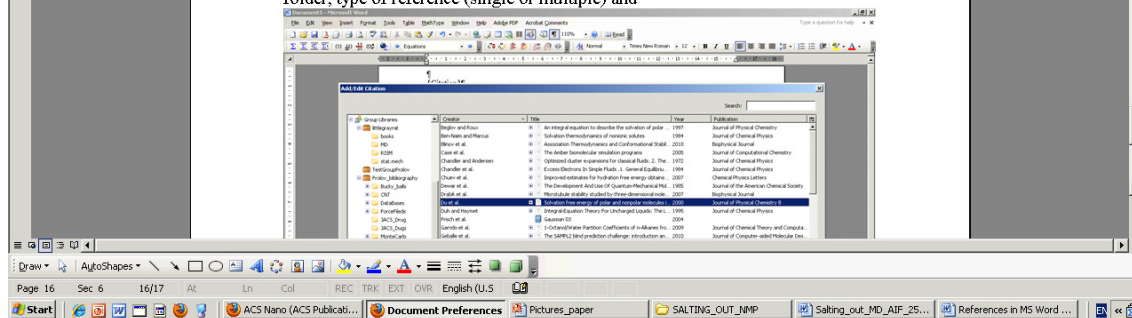 folder, type of reference (single or multiple) and
Document1 - Microsoft Word
File Edit View Insert Format Tools Table MathType Window Help Adobe PDF Acrobat Comments Type a question for help
110% Read
Equations Normal Times New Roman 12 B I U
Add/Edit Citation
Search:
Group Libraries Creator Title Year Publication
littlegrayrat Beglov and Roux An integral equation to describe the solvation of polar ... 1997 Journal of Physical Chemistry
books Ben-Naim and Marcus Solvation thermodynamics of nonionic solutes 1984 Journal of Chemical Physics
MD Blinov et al. Association Thermodynamics and Conformational Stabil... 2010 Biophysical Journal
RISM Case et al. The Amber biomolecular simulation programs 2005 Journal of Computational Chemistry
stat.mech Chandler and Andersen Optimized cluster expansions for classical fluids. 2. The... 1972 Journal of Chemical Physics
TestGroupFrolov Chandler et al. Excess Electrons In Simple Fluids .1. General Equilibriu... 1984 Journal of Chemical Physics
Frolov_bibliography Chuev et al. Improved estimates for hydration free energy obtaine... 2007 Chemical Physics Letters
Bucky_balls Dewar et al. The Development And Use Of Quantum-Mechanical Mol... 1985 Journal of the American Chemical Society
CNT Drabik et al. Microtubule stability studied by three-dimensional mole... 2007 Biophysical Journal
DataBases Du et al. Solvation free energy of polar and nonpolar molecules i... 2000 Journal of Physical Chemistry B
ForceFileds Duh and Haymet Integral-Equation Theory For Uncharged Liquids: The L... 1995 Journal of Chemical Physics
JACS_Drug Frisch et al. Gaussian 03 2004
JACS_Dugs Garrido et al. 1-Octanol/Water Partition Coefficients of n-Alkanes fro... 2009 Journal of Chemical Theory and Computa...
MonteCarlo Geballe et al. The SAMPL2 blind prediction challenge: introduction an... 2010 Journal of Computer-aided Molecular Des...
Draw AutoShapes
Page 16 Sec 6 16/17 At Ln Col REC TRK EXT OVR English (U.S
Start ACS Nano (ACS Publicati... Document Preferences Pictures_paper SALTING_OUT_NMP Salting_out_MD_AIF_25... References in MS Word ... EN